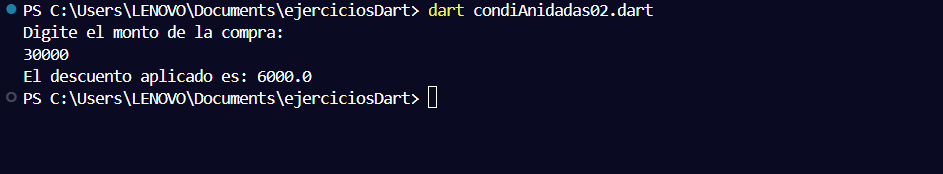 PS C:\Users\LENOVO\Documents\ejerciciosDart> dart condiAnidadas02.dart
Digite el monto de la compra:
30000
El descuento aplicado es: 6000.0
PS C:\Users\LENOVO\Documents\ejerciciosDart>